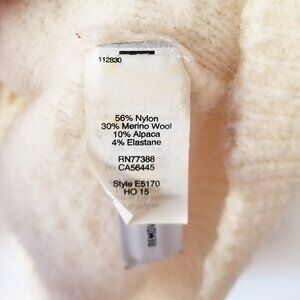 112830
56% Nylon
30% Merino Wool
10% Alpaca
4% Elastane
RN77388
CA56445
Style E5170
HO 15